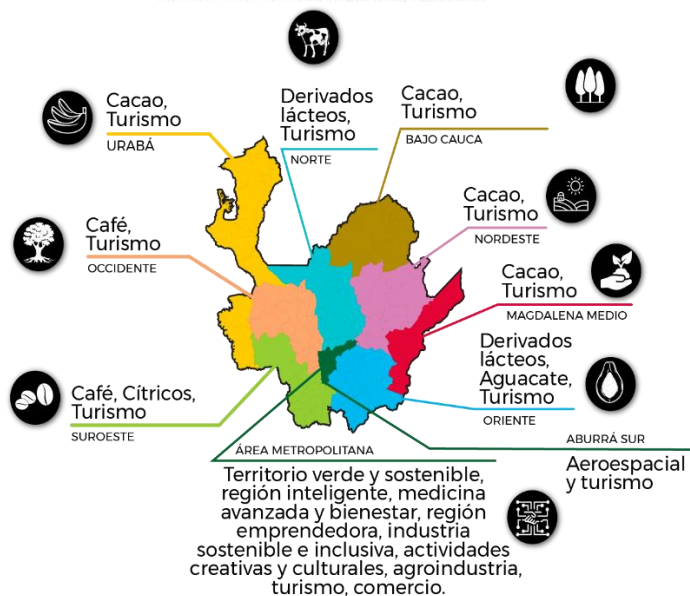 Cacao,
Turismo
URABÁ
Derivados
lácteos,
Turismo
NORTE
Cacao,
Turismo
BAJO CAUCA
Cacao,
Turismo
NORDESTE
Café,
Turismo
OCCIDENTE
Cacao,
Turismo
MAGDALENA MEDIO
Derivados
lácteos,
Aguacate,
Turismo
ORIENTE
Café, Cítricos,
Turismo
SUROESTE
ÁREA METROPOLITANA
Territorio verde y sostenible,
región inteligente, medicina
avanzada y bienestar, región
emprendedora, industria
sostenible e inclusiva, actividades
creativas y culturales, agroindustria,
turismo, comercio.
ABURRÁ SUR
Aeroespacial
y turismo